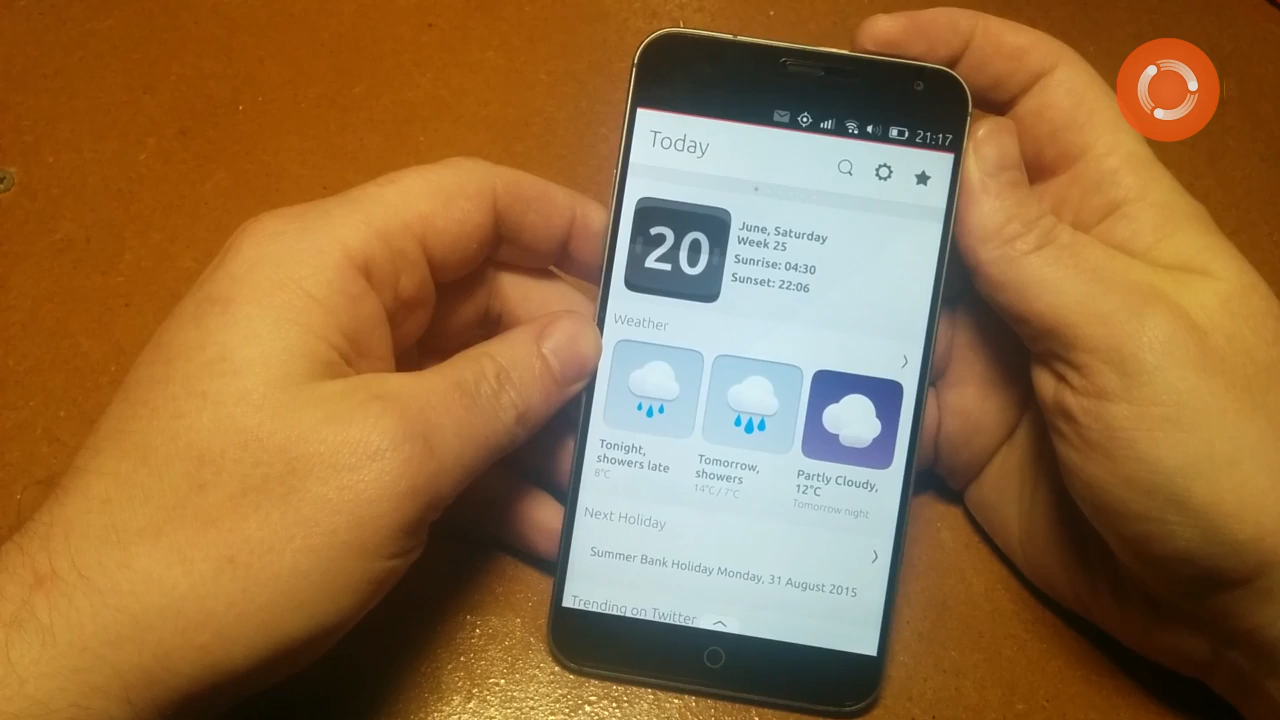 21:17
Today
20
June, Saturday
Week 25
Sunrise: 04:30
Sunset: 22:06
Weather
Tonight,
showers late
8°C
Tomorrow,
showers
14°C / 7°C
Partly Cloudy,
12°C
Tomorrow night
Next Holiday
Summer Bank Holiday Monday, 31 August 2015
Trending on Twitter